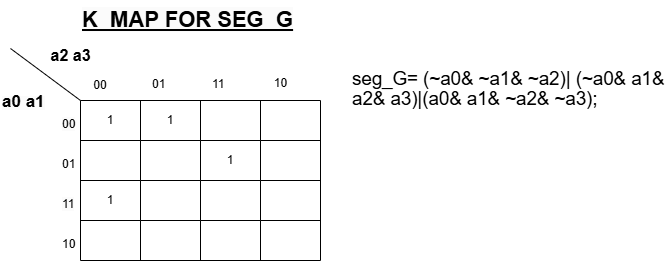 K MAP FOR SEG G
a2 a3
00 01 11 10
a0 a1
00 1 1
01 1
11 1
10
seg_G= (~a0& ~a1& ~a2)| (~a0& a1&
a2& a3)|(a0& a1& ~a2& ~a3);